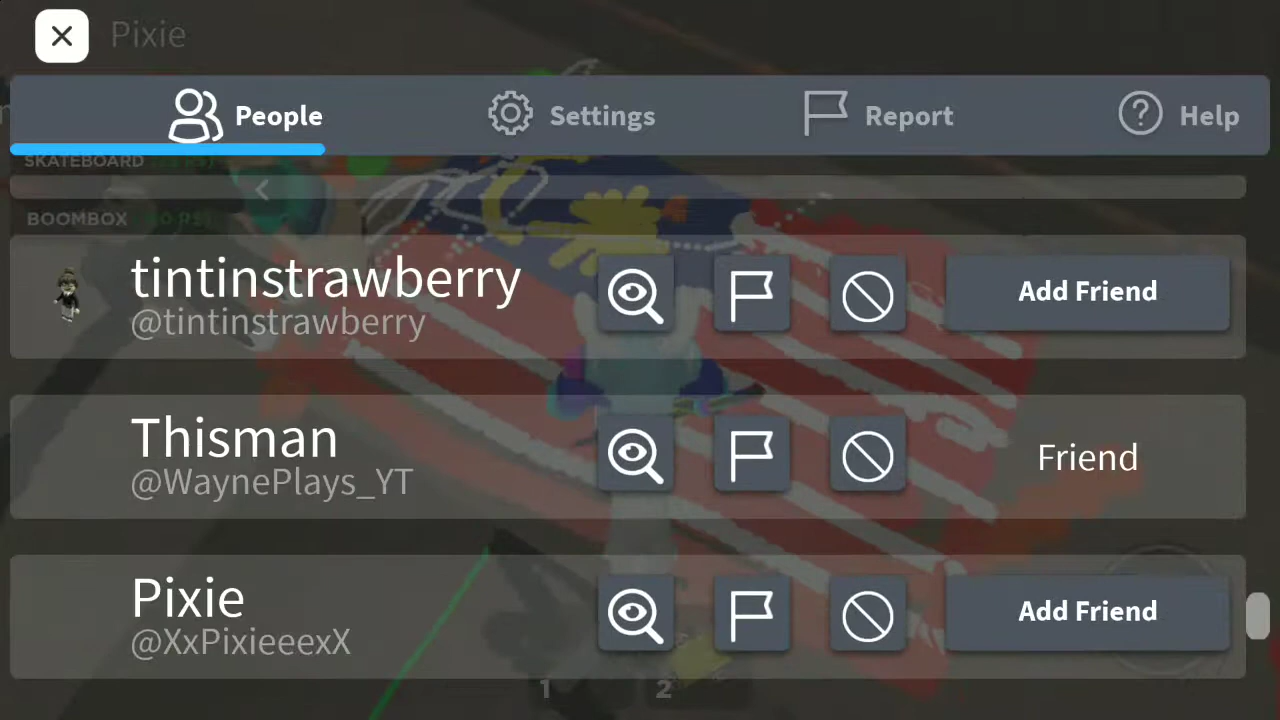 Pixie
People
Settings
Report
Help
SKATEBOARD
BOOMBOX
tintinstrawberry
@tintinstrawberry
Add Friend
Thisman
@WaynePlays_YT
Friend
Pixie
@XxPixieeexX
Add Friend
1
2